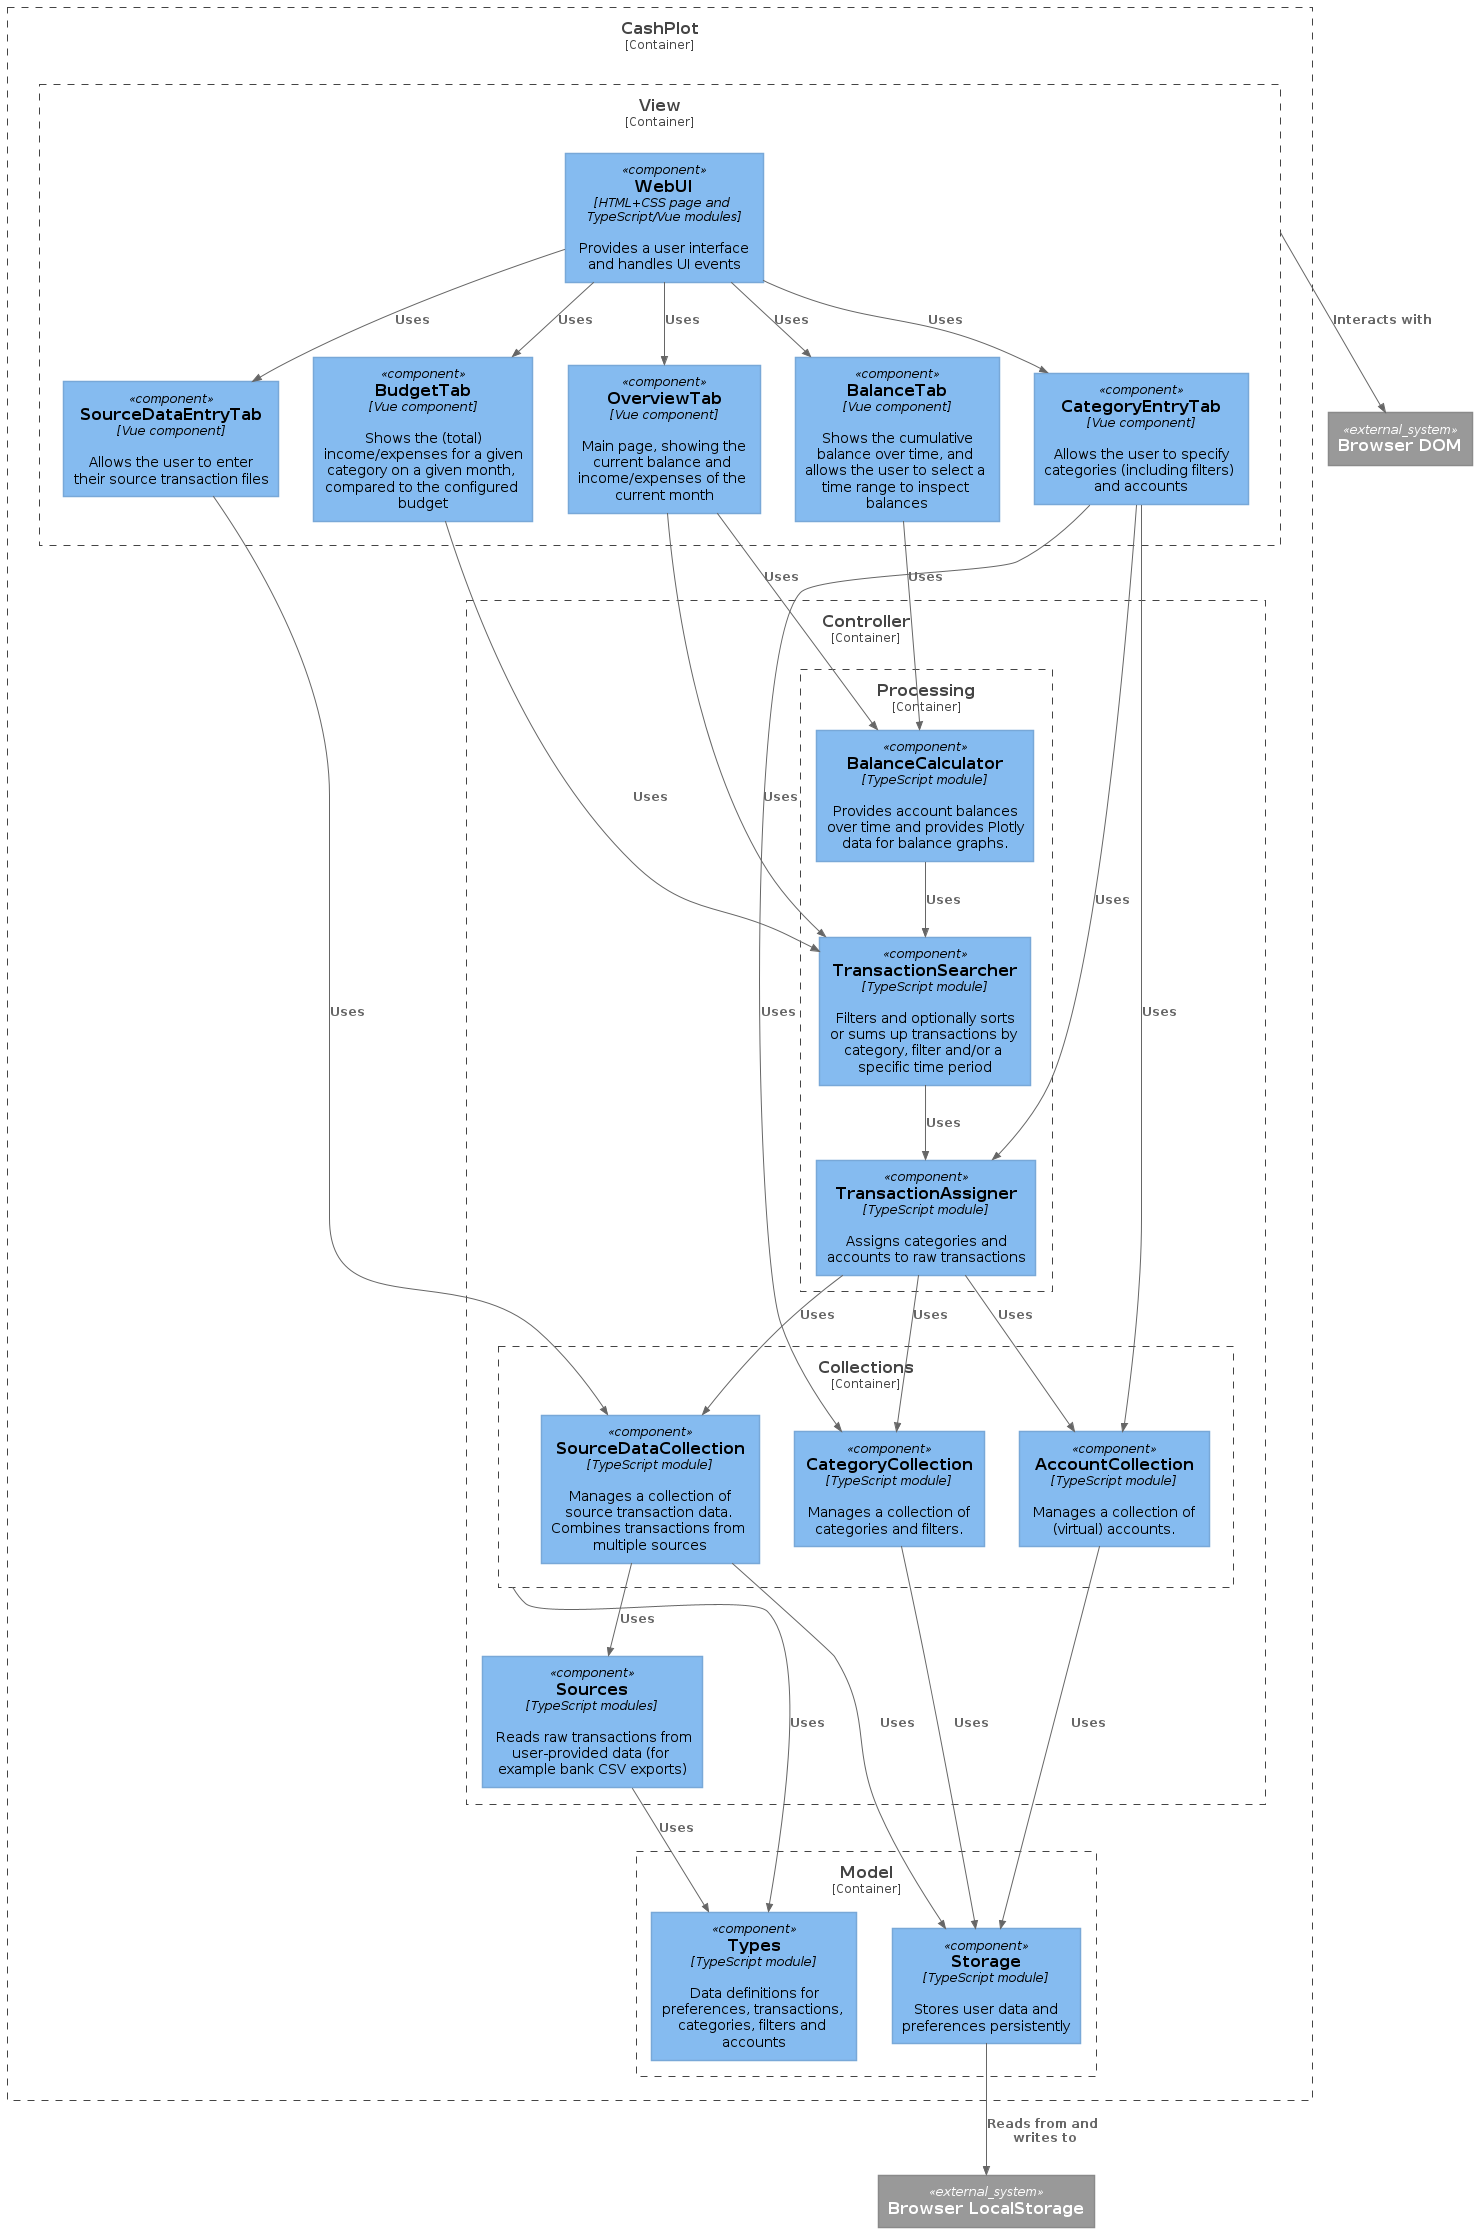 CashPlot
[Container]
View
[Container]
«component»
WebUI
[HTML+CSS page and
TypeScript/Vue modules]
Provides a user interface
and handles UI events
Uses
Uses
Uses
Uses
Uses
Interacts with
«component»
SourceDataEntryTab
[Vue component]
Allows the user to enter
their source transaction files
«component»
BudgetTab
[Vue component]
Shows the (total)
income/expenses for a given
category on a given month,
compared to the configured
budget
«component»
OverviewTab
[Vue component]
Main page, showing the
current balance and
income/expenses of the
current month
«component»
BalanceTab
[Vue component]
Shows the cumulative
balance over time, and
allows the user to select a
time range to inspect
balances
«component»
CategoryEntryTab
[Vue component]
Allows the user to specify
categories (including filters)
and accounts
«external_system»
Browser DOM
Uses
Uses
Controller
[Container]
Processing
[Container]
«component»
BalanceCalculator
[TypeScript module]
Provides account balances
over time and provides Plotly
data for balance graphs.
Uses
Uses
Uses
Uses
«component»
TransactionSearcher
[TypeScript module]
Filters and optionally sorts
or sums up transactions by
category, filter and/or a
specific time period
Uses
Uses
Uses
Uses
«component»
TransactionAssigner
[TypeScript module]
Assigns categories and
accounts to raw transactions
Uses
Uses
Uses
Collections
[Container]
«component»
SourceDataCollection
[TypeScript module]
Manages a collection of
source transaction data.
Combines transactions from
multiple sources
«component»
CategoryCollection
[TypeScript module]
Manages a collection of
categories and filters.
«component»
AccountCollection
[TypeScript module]
Manages a collection of
(virtual) accounts.
Uses
«component»
Sources
[TypeScript modules]
Reads raw transactions from
user-provided data (for
example bank CSV exports)
Uses
Uses
Uses
Uses
Uses
Model
[Container]
«component»
Types
[TypeScript module]
Data definitions for
preferences, transactions,
categories, filters and
accounts
«component»
Storage
[TypeScript module]
Stores user data and
preferences persistently
Reads from and
writes to
«external_system»
Browser LocalStorage